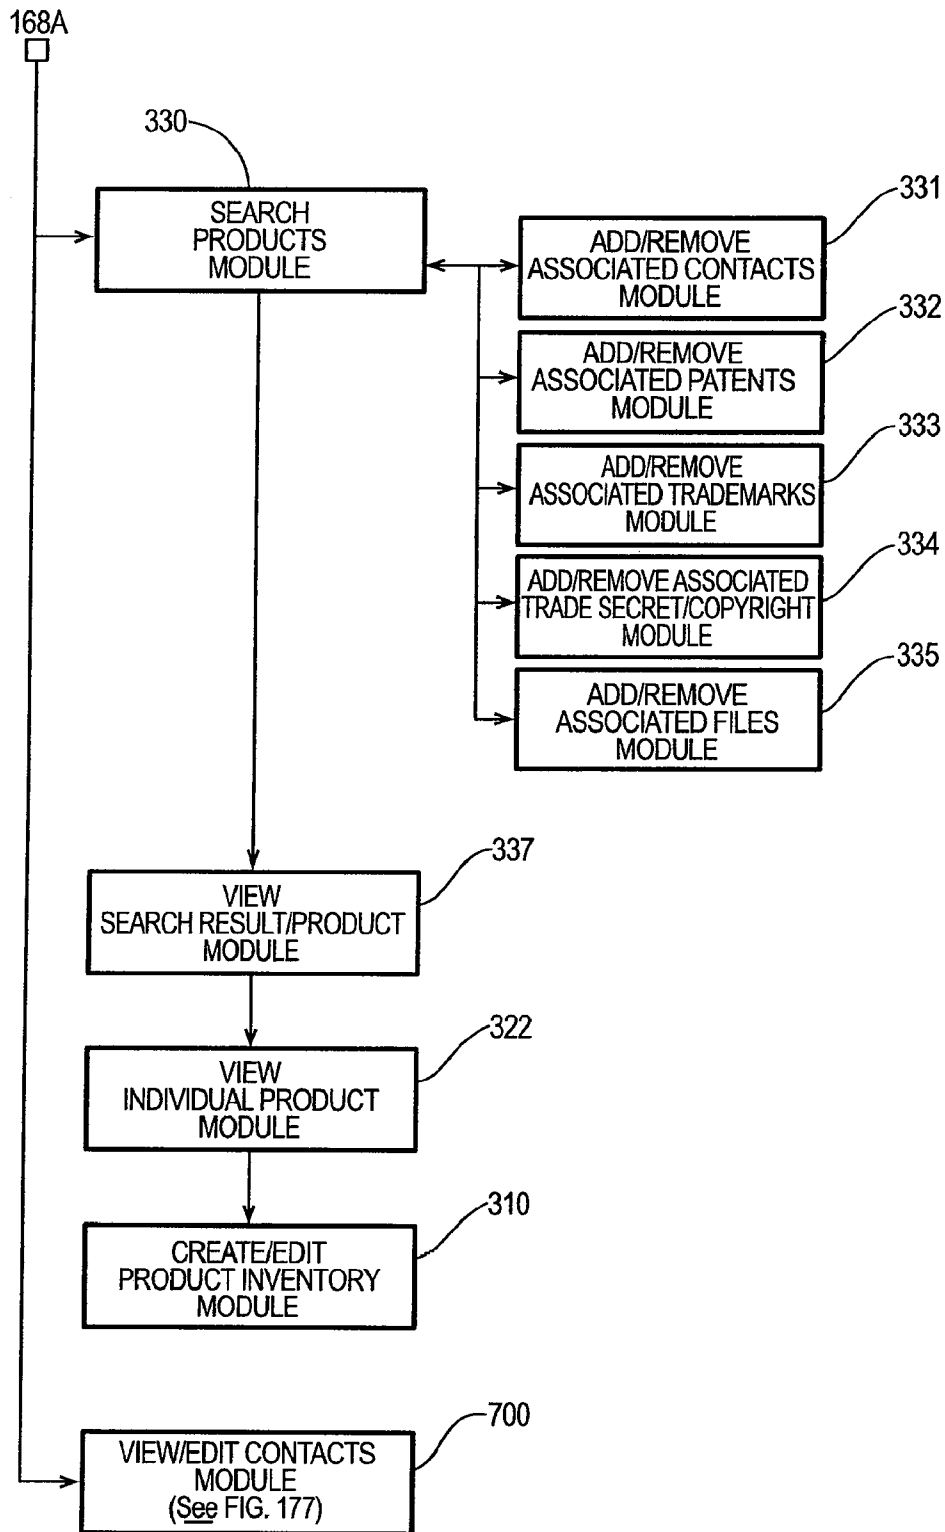 168A
330
SEARCH
PRODUCTS
MODULE
331
ADD/REMOVE
ASSOCIATED CONTACTS
MODULE
332
ADD/REMOVE
ASSOCIATED PATENTS
MODULE
333
ADD/REMOVE
ASSOCIATED TRADEMARKS
MODULE
334
ADD/REMOVE ASSOCIATED
TRADE SECRET/COPYRIGHT
MODULE
335
ADD/REMOVE
ASSOCIATED FILES
MODULE
337
VIEW
SEARCH RESULT/PRODUCT
MODULE
322
VIEW
INDIVIDUAL PRODUCT
MODULE
310
CREATE/EDIT
PRODUCT INVENTORY
MODULE
700
VIEW/EDIT CONTACTS
MODULE
(See FIG. 177)